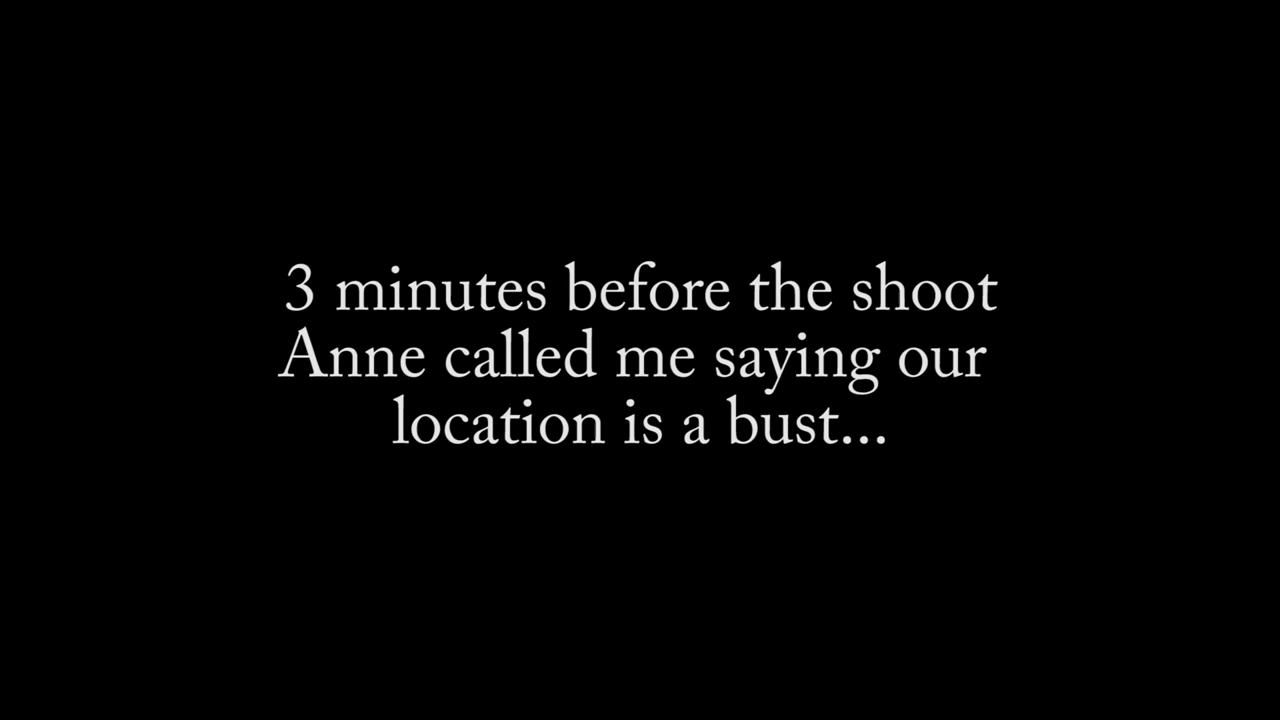 3 minutes before the shoot
Anne called me saying our
location is a bust...